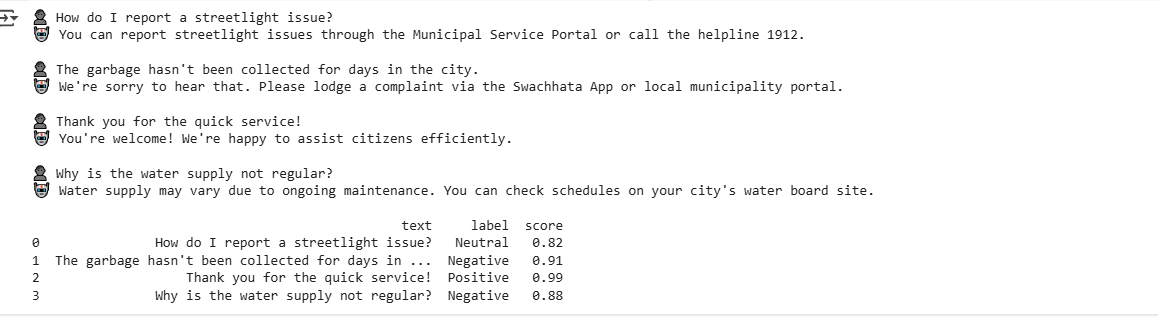 How do I report a streetlight issue?
You can report streetlight issues through the Municipal Service Portal or call the helpline 1912.
The garbage hasn't been collected for days in the city.
We're sorry to hear that. Please lodge a complaint via the Swachhata App or local municipality portal.
Thank you for the quick service!
You're welcome! We're happy to assist citizens efficiently.
Why is the water supply not regular?
Water supply may vary due to ongoing maintenance. You can check schedules on your city's water board site.
text label score
0 How do I report a streetlight issue? Neutral 0.82
1 The garbage hasn't been collected for days in ... Negative 0.91
2 Thank you for the quick service! Positive 0.99
3 Why is the water supply not regular? Negative 0.88